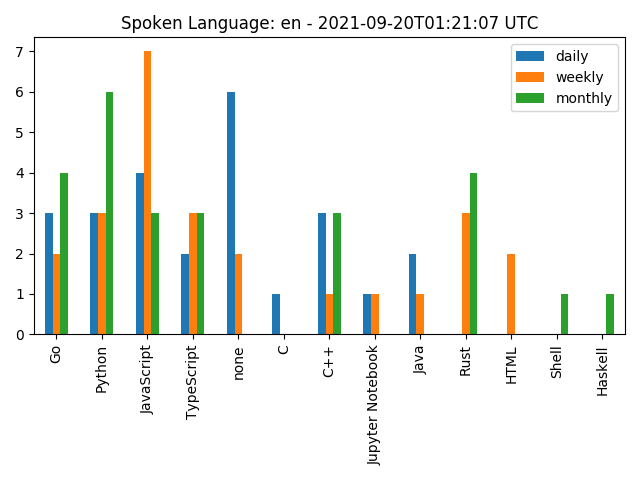 Spoken Language: en - 2021-09-20T01:21:07 UTC
daily
weekly
monthly
7
6
5
4
3
2
1
0
Go
Python
JavaScript
TypeScript
none
C
C++
Jupyter Notebook
Java
Rust
HTML
Shell
Haskell